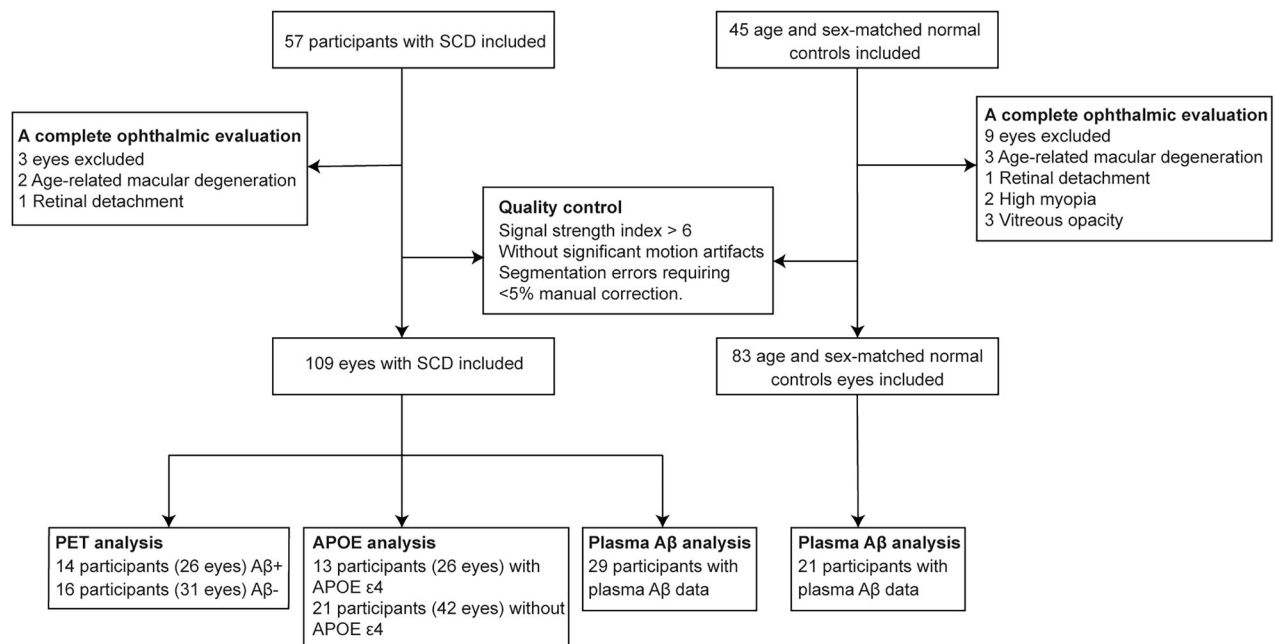 57 participants with SCD included
45 age and sex-matched normal
controls included
A complete ophthalmic evaluation
3 eyes excluded
2 Age-related macular degeneration
1 Retinal detachment
A complete ophthalmic evaluation
9 eyes excluded
3 Age-related macular degeneration
1 Retinal detachment
2 High myopia
3 Vitreous opacity
Quality control
Signal strength index > 6
Without significant motion artifacts
Segmentation errors requiring
<5% manual correction.
109 eyes with SCD included
83 age and sex-matched normal
controls eyes included
PET analysis
14 participants (26 eyes) Aβ+
16 participants (31 eyes) Aβ-
APOE analysis
13 participants (26 eyes) with
APOE ε4
21 participants (42 eyes) without
APOE ε4
Plasma Aβ analysis
29 participants with
plasma Aβ data
Plasma Aβ analysis
21 participants with
plasma Aβ data